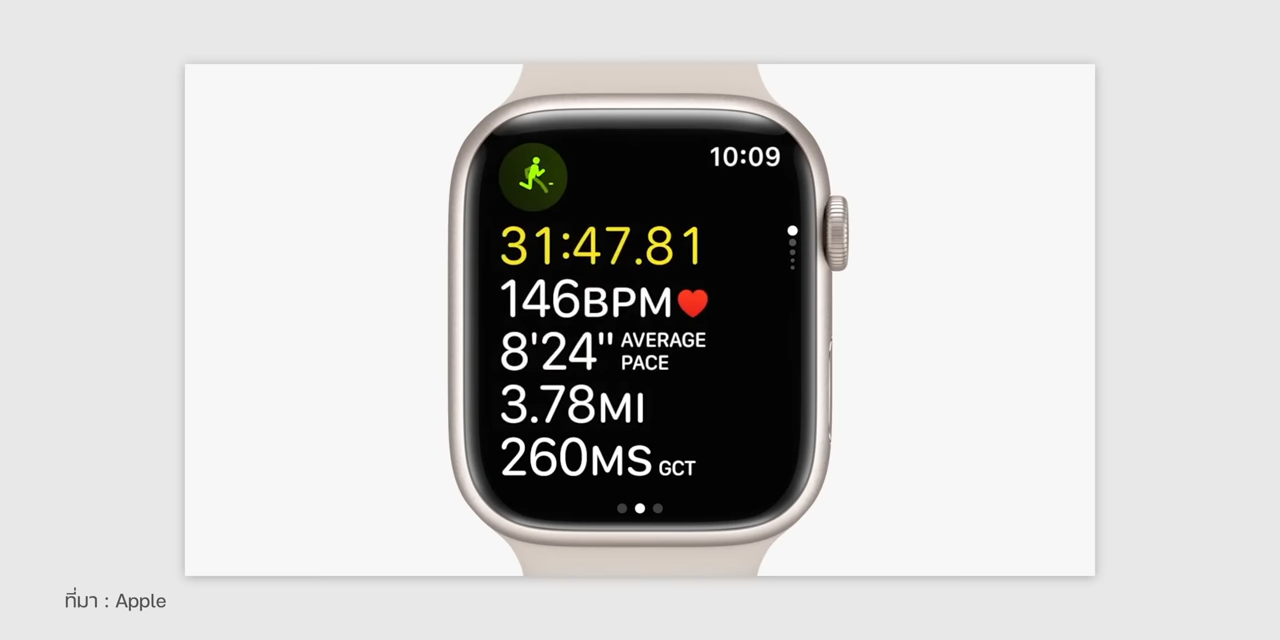 10:09
31:47.81
146BPM
8'24" AVERAGE
PACE
3.78MI
260MS GCT
ที่มา : Apple